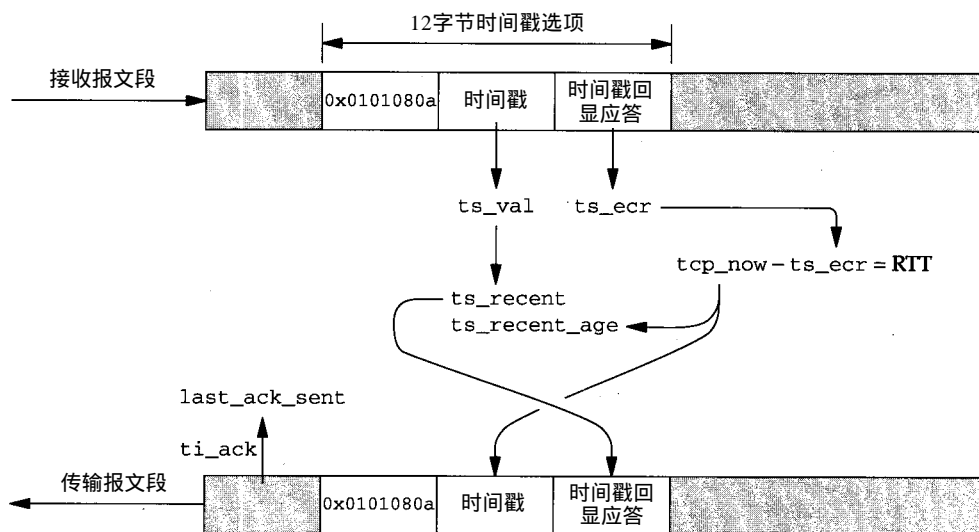 12字节时间戳选项
接收报文段
0x0101080a
时间戳
时间戳回
显应答
ts_val
ts_ecr
tcp_now－ts_ecr＝RTT
ts_recent
ts_recent_age
last_ack_sent
ti_ack
传输报文段
0x0101080a
时间戳
时间戳回
显应答